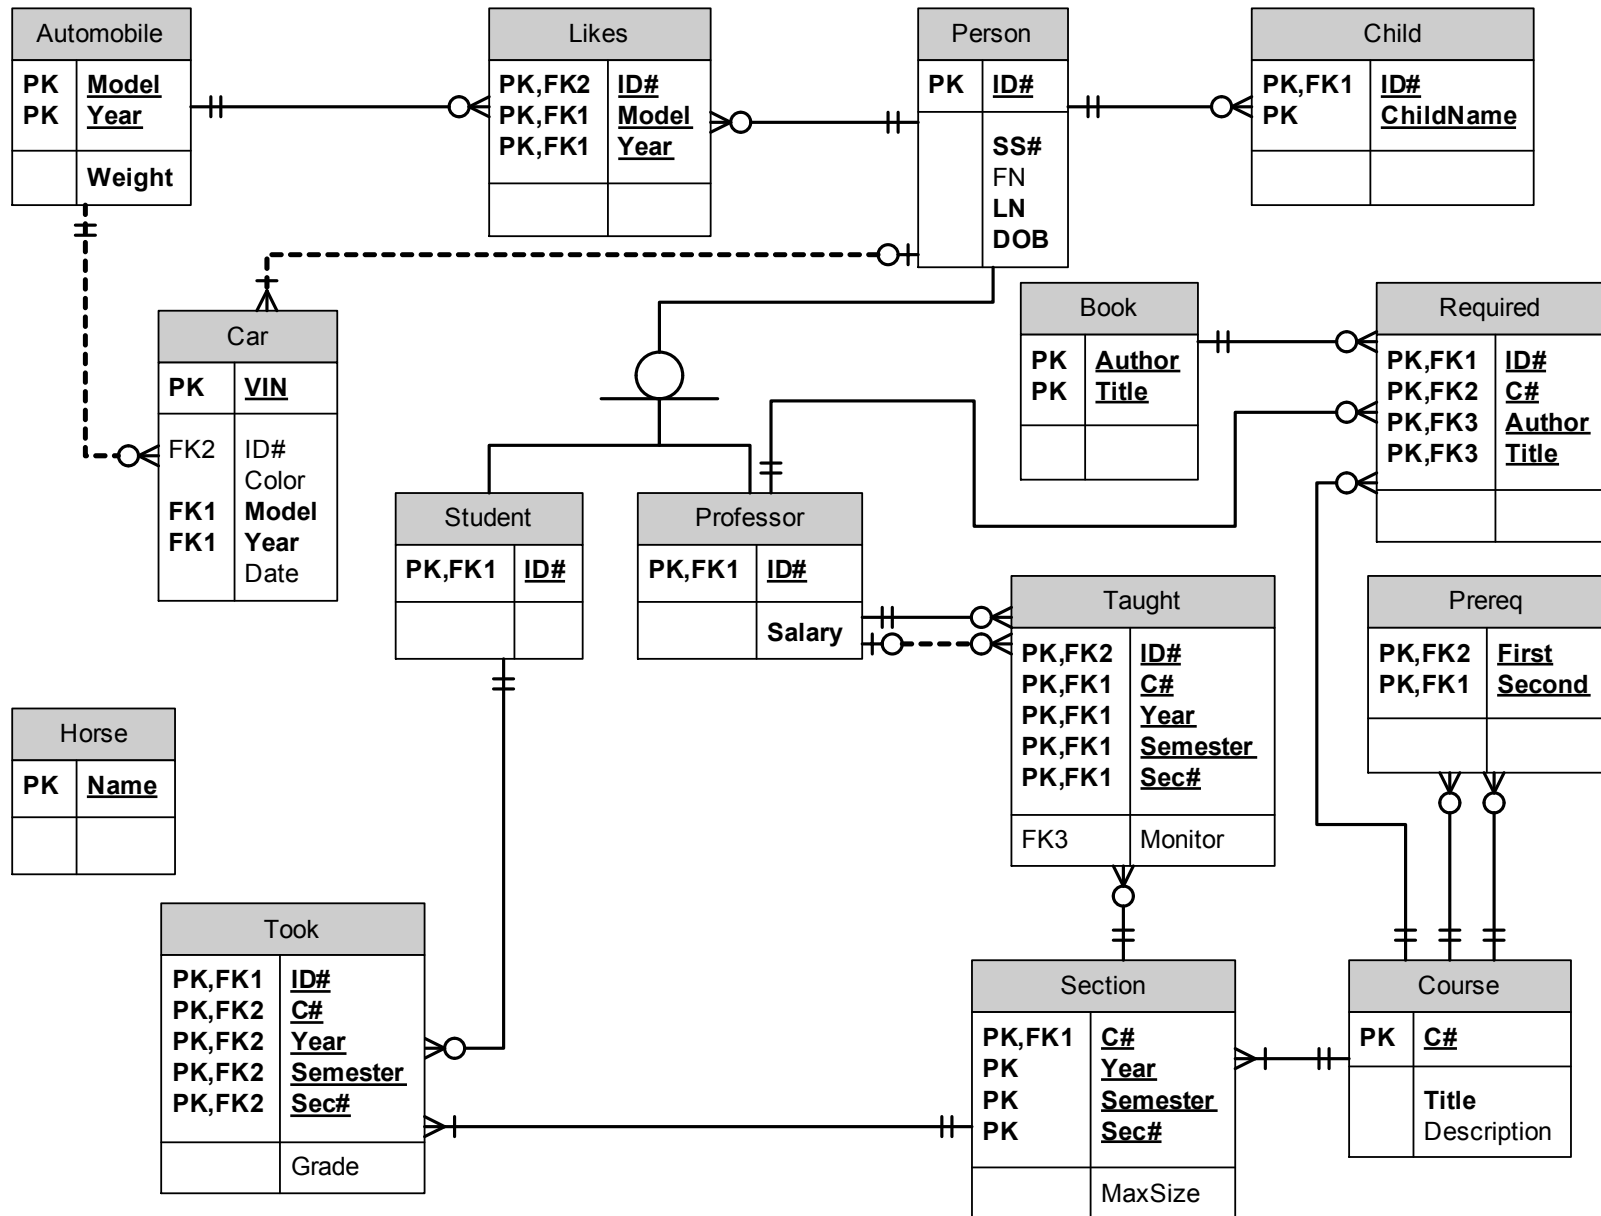 Automobile
PK Model
PK Year
Weight
Likes
PK,FK2 ID#
PK,FK1 Model
PK,FK1 Year
Person
PK ID#
SS#
FN
LN
DOB
Child
PK,FK1 ID#
PK ChildName
Car
PK VIN
FK2 ID#
Color
FK1 Model
FK1 Year
Date
Book
PK Author
PK Title
Required
PK,FK1 ID#
PK,FK2 C#
PK,FK3 Author
PK,FK3 Title
Student
PK,FK1 ID#
Professor
PK,FK1 ID#
Salary
Taught
PK,FK2 ID#
PK,FK1 C#
PK,FK1 Year
PK,FK1 Semester
PK,FK1 Sec#
FK3 Monitor
Prereq
PK,FK2 First
PK,FK1 Second
Horse
PK Name
Took
PK,FK1 ID#
PK,FK2 C#
PK,FK2 Year
PK,FK2 Semester
PK,FK2 Sec#
Grade
Section
PK,FK1 C#
PK Year
PK Semester
PK Sec#
MaxSize
Course
PK C#
Title
Description